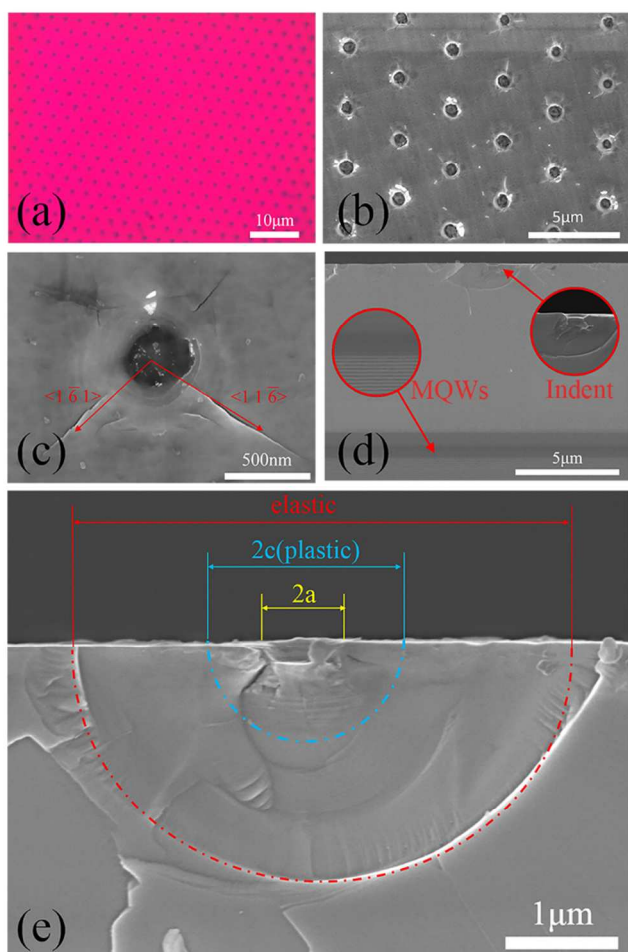 (a)
10μm
(b)
5μm
(c)
<1 6̅ 1>
<1 1 6̅>
500nm
(d)
MQWs
Indent
5μm
elastic
2c(plastic)
2a
(e)
1μm